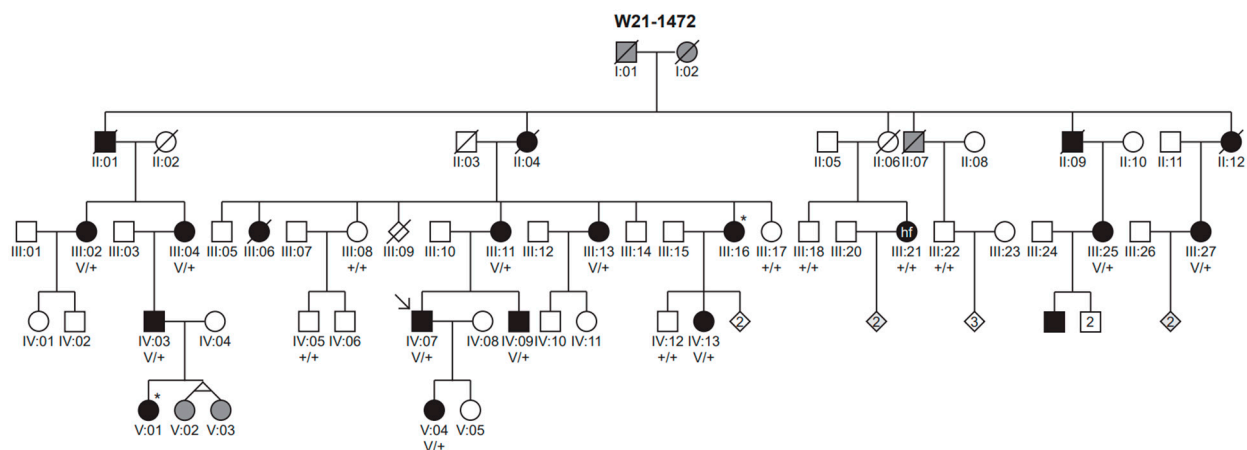 W21-1472
I:01 I:02
II:01 II:02 II:03 II:04 II:05 II:06 II:07 II:08 II:09 II:10 II:11 II:12
* hf
III:01 III:02 III:03 III:04 III:05 III:06 III:07 III:08 III:09 III:10 III:11 III:12 III:13 III:14 III:15 III:16 III:17 III:18 III:20 III:21 III:22 III:23 III:24 III:25 III:26 III:27
V/+ V/+ +/+ V/+ V/+ +/+ +/+ +/+ +/+ V/+ V/+
2 2 3 2 2
IV:01 IV:02 IV:03 IV:04 IV:05 IV:06 IV:07 IV:08 IV:09 IV:10 IV:11 IV:12 IV:13
V/+ +/+ V/+ V/+ +/+ V/+
*
V:01 V:02 V:03 V:04 V:05
V/+